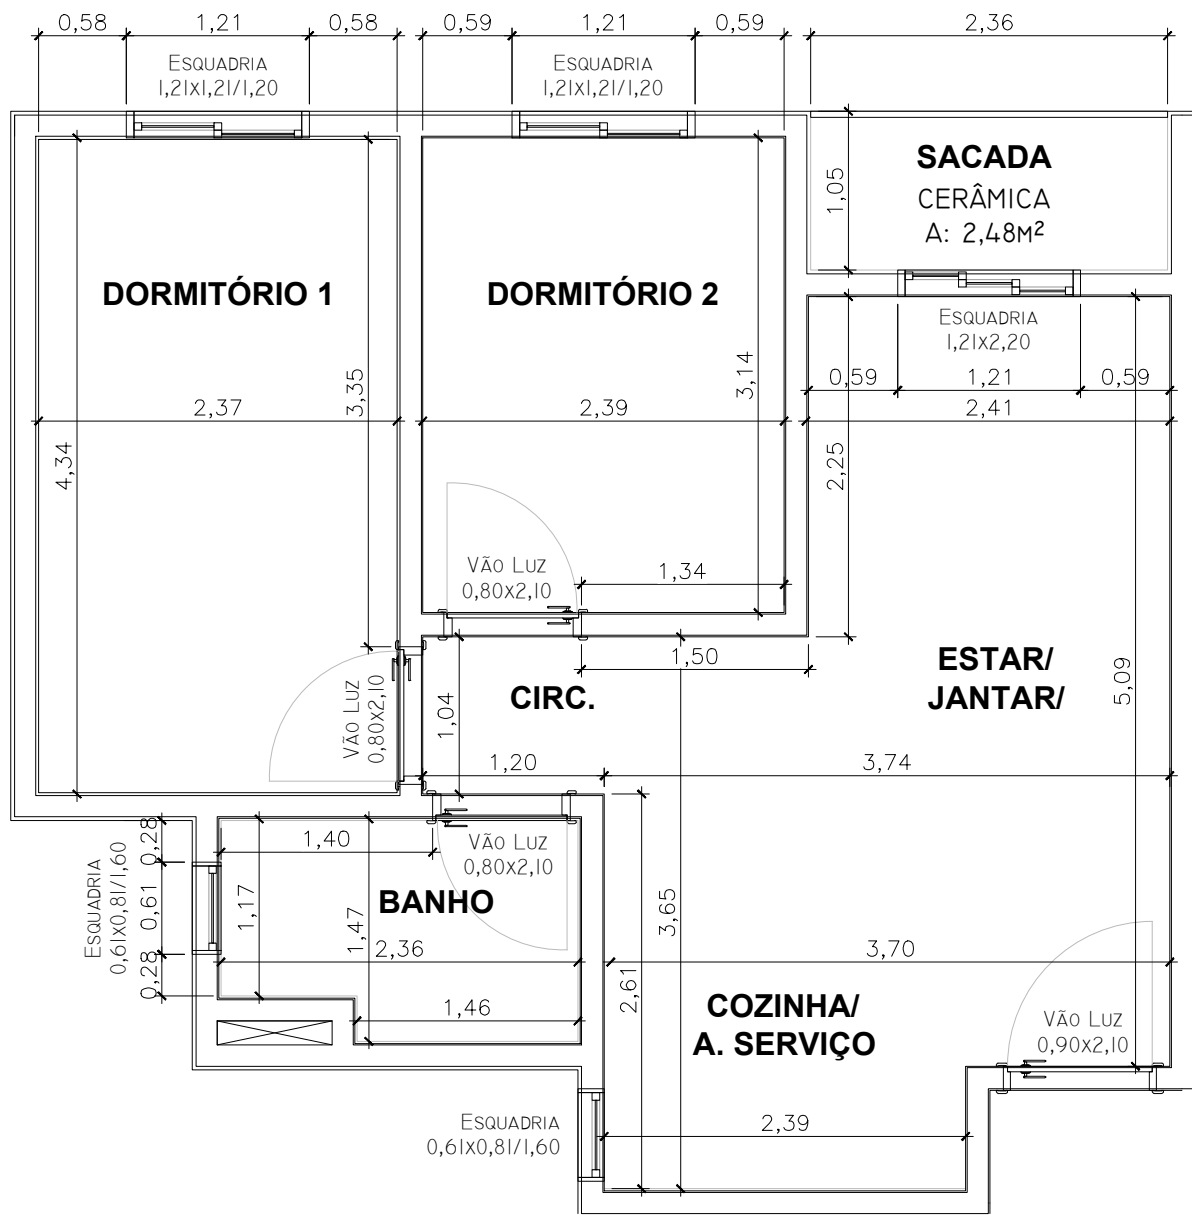 0,58
1,21
0,58
0,59
1,21
0,59
2,36
ESQUADRIA
1,21x1,21/1,20
ESQUADRIA
1,21x1,21/1,20
SACADA
CERÂMICA
A: 2,48M²
1,05
DORMITÓRIO 1
DORMITÓRIO 2
ESQUADRIA
1,21x2,20
0,59
1,21
0,59
3,35
3,14
2,37
2,39
2,41
4,34
2,25
VÃO LUZ
0,80x2,10
1,34
1,50
ESTAR/
JANTAR/
5,09
CIRC.
VÃO LUZ
0,80x2,10
1,04
1,20
3,74
0,28
0,61
0,28
ESQUADRIA
0,61x0,81/1,60
1,40
VÃO LUZ
0,80x2,10
BANHO
1,17
1,47
2,36
1,46
3,65
2,61
3,70
COZINHA/
A. SERVIÇO
VÃO LUZ
0,90x2,10
ESQUADRIA
0,61x0,81/1,60
2,39